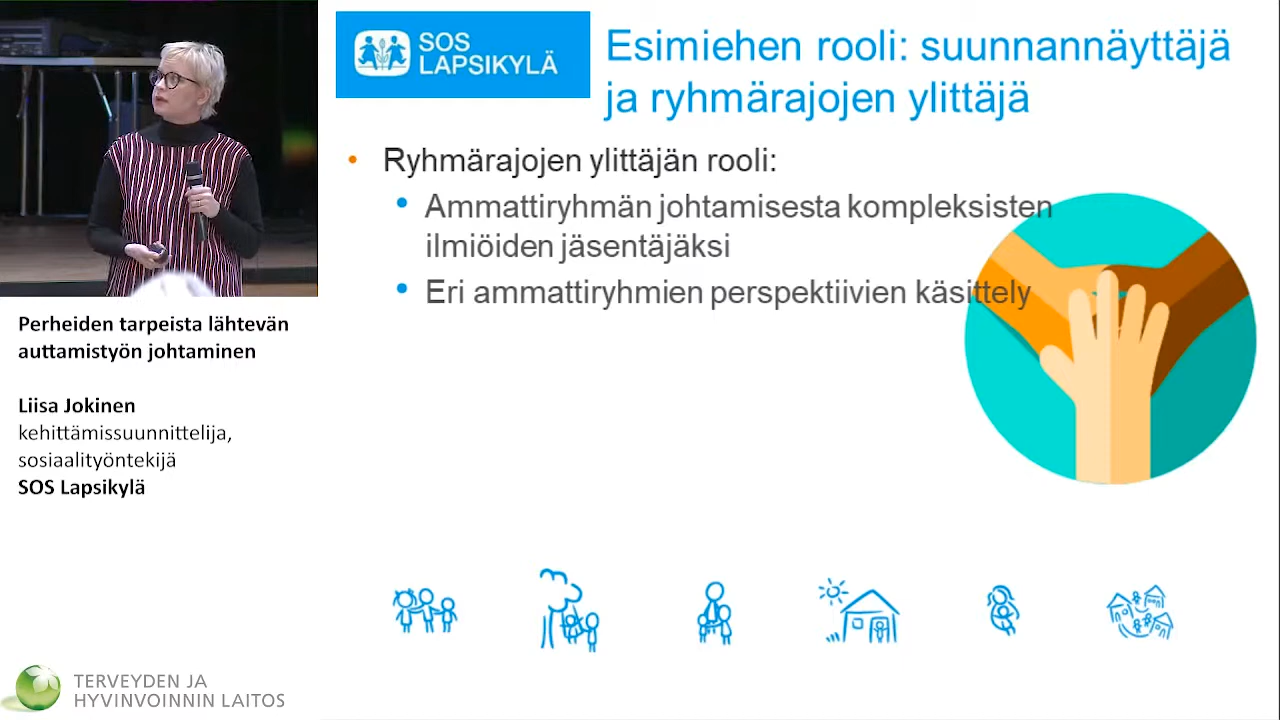 SOS
LAPSIKYLÄ
Esimiehen rooli: suunnannäyttäjä
ja ryhmärajojen ylittäjä
• Ryhmärajojen ylittäjän rooli:
• Ammattiryhmän johtamisesta kompleksisten
ilmiöiden jäsentäjäksi
• Eri ammattiryhmien perspektiivien käsittely
Perheiden tarpeista lähtevän
auttamistyön johtaminen
Liisa Jokinen
kehittämissuunnittelija,
sosiaalityöntekijä
SOS Lapsikylä
TERVEYDEN JA
HYVINVOINNIN LAITOS